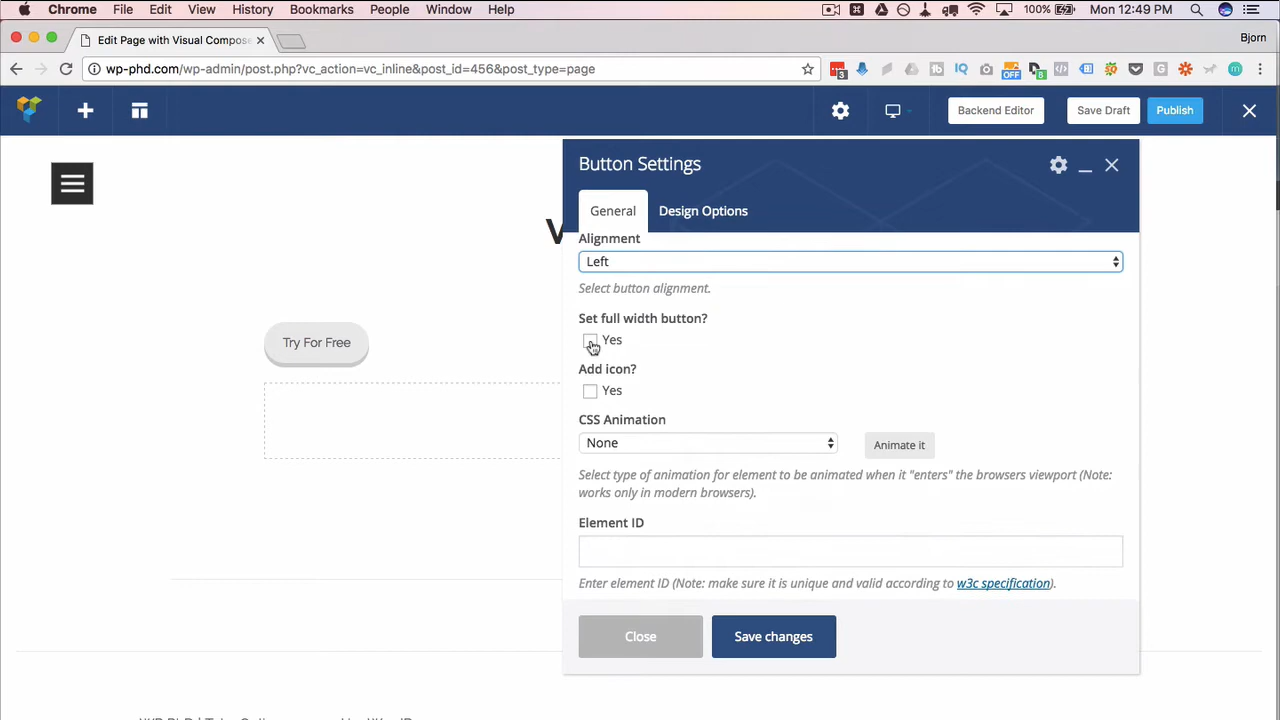 Chrome File Edit View History Bookmarks People Window Help 100% Mon 12:49 PM
Edit Page with Visual Compos Bjorn
wp-phd.com/wp-admin/post.php?vc_action=vc_inline&post_id=456&post_type=page 3 OFF 8
Backend Editor Save Draft Publish
Button Settings
General Design Options
Alignment
Left
Select button alignment.
Set full width button?
Yes
Try For Free
Add icon?
Yes
CSS Animation
None Animate it
Select type of animation for element to be animated when it "enters" the browsers viewport (Note:
works only in modern browsers).
Element ID
Enter element ID (Note: make sure it is unique and valid according to w3c specification).
Close Save changes